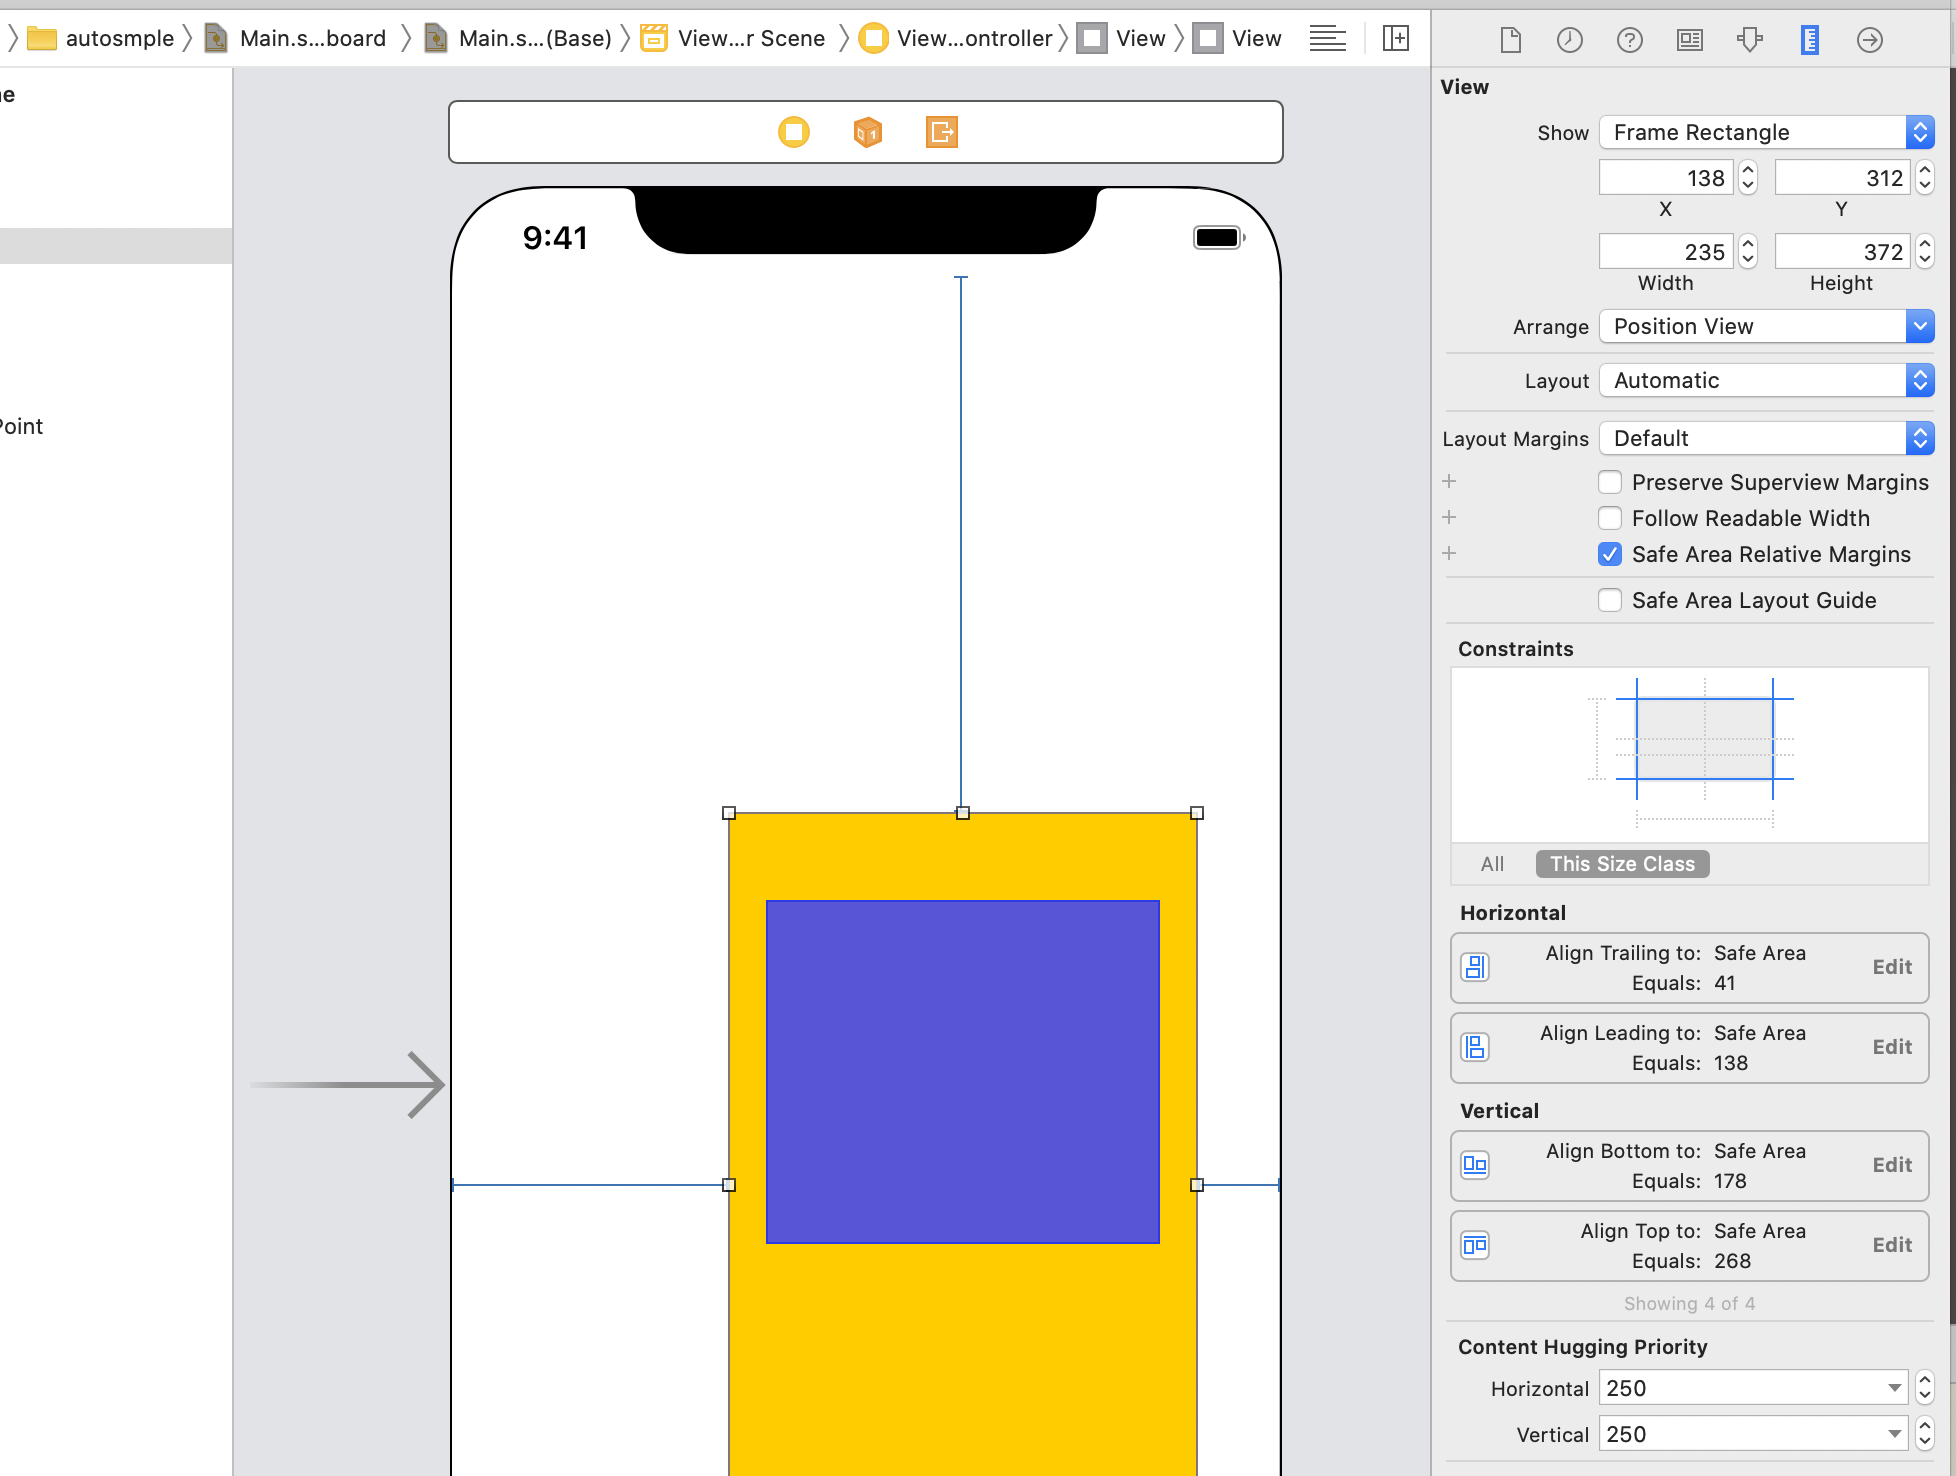 autosmple Main.s...board Main.s...(Base) View...r Scene View...ontroller View View
e
Point
9:41
View
Show Frame Rectangle
138 312
X Y
235 372
Width Height
Arrange Position View
Layout Automatic
Layout Margins Default
Preserve Superview Margins
Follow Readable Width
Safe Area Relative Margins
Safe Area Layout Guide
Constraints
All This Size Class
Horizontal
Align Trailing to: Safe Area
Equals: 41
Edit
Align Leading to: Safe Area
Equals: 138
Edit
Vertical
Align Bottom to: Safe Area
Equals: 178
Edit
Align Top to: Safe Area
Equals: 268
Edit
Showing 4 of 4
Content Hugging Priority
Horizontal 250
Vertical 250